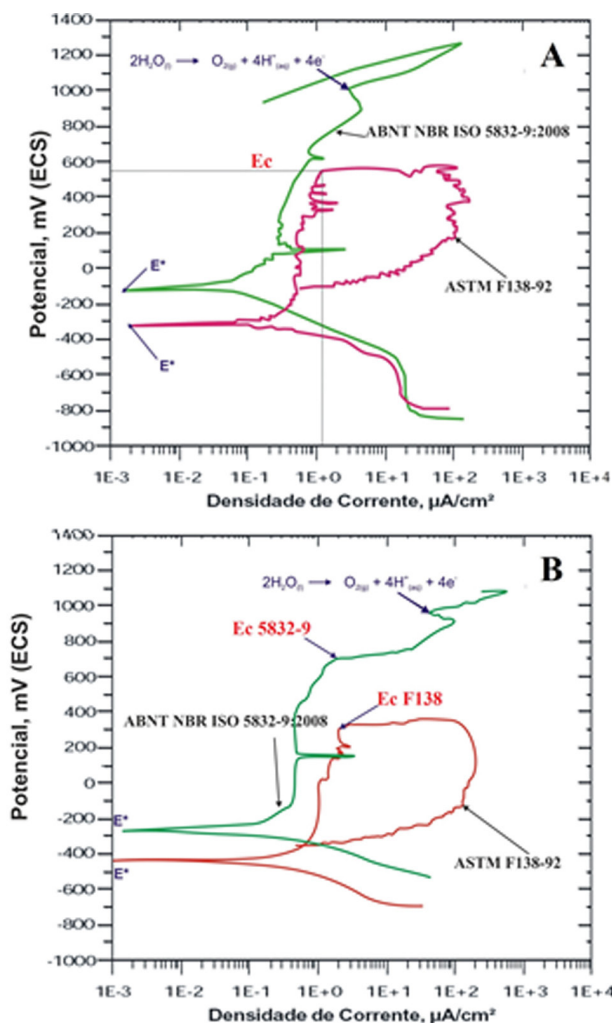 1400
1200
1000
800
600
400
200
0
-200
-400
-600
-800
-1000
Potencial, mV (ECS)
A
2H₂O₍ₗ₎ → O₂₍g₎ + 4H⁺₍aq₎ + 4e⁻
ABNT NBR ISO 5832-9:2008
Ec
ASTM F138-92
E*
E*
1E-3 1E-2 1E-1 1E+0 1E+1 1E+2 1E+3 1E+4
Densidade de Corrente, µA/cm²
1400
1200
1000
800
600
400
200
0
-200
-400
-600
-800
-1000
Potencial, mV (ECS)
B
2H₂O₍ₗ₎ → O₂₍g₎ + 4H⁺₍aq₎ + 4e⁻
Ec 5832-9
Ec F138
ABNT NBR ISO 5832-9:2008
E*
E*
ASTM F138-92
1E-3 1E-2 1E-1 1E+0 1E+1 1E+2 1E+3 1E+4
Densidade de Corrente, µA/cm²